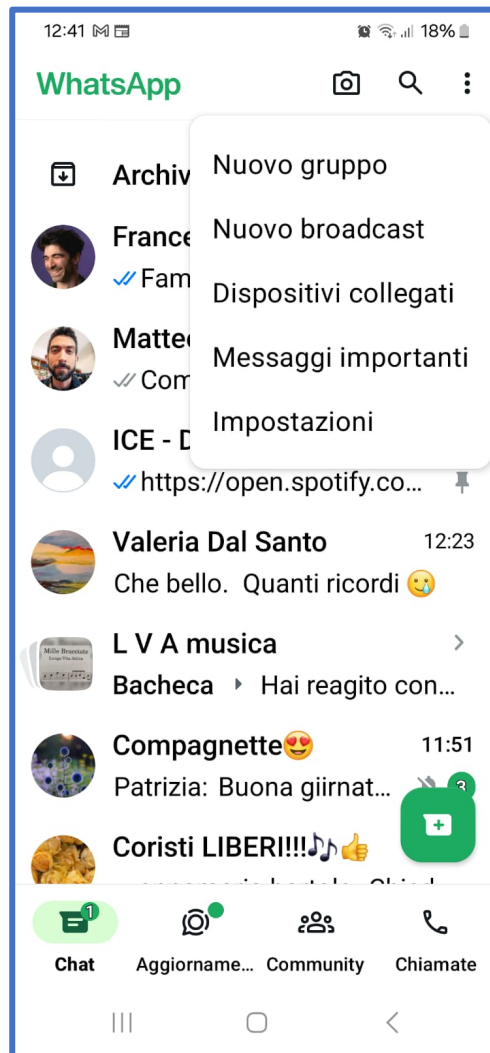 12:41 18%
WhatsApp
Nuovo gruppo
Nuovo broadcast
Dispositivi collegati
Messaggi importanti
Impostazioni
Archiv
France
Fam
Matte
Com
ICE - D
https://open.spotify.co...
Valeria Dal Santo 12:23
Che bello. Quanti ricordi 🥲
L V A musica
Bacheca ‣ Hai reagito con...
Compagnette😍 11:51
Patrizia: Buona giirnat... 3
Coristi LIBERI!!!🎶👍
1
Chat Aggiorname... Community Chiamate